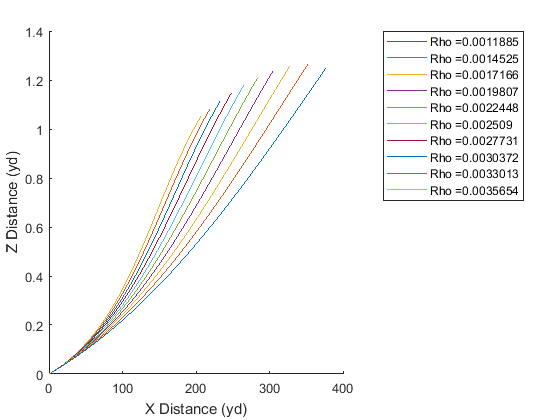 1.4
1.2
1
0.8
0.6
0.4
0.2
0
0 100 200 300 400
X Distance (yd)
Z Distance (yd)
Rho =0.0011885
Rho =0.0014525
Rho =0.0017166
Rho =0.0019807
Rho =0.0022448
Rho =0.002509
Rho =0.0027731
Rho =0.0030372
Rho =0.0033013
Rho =0.0035654